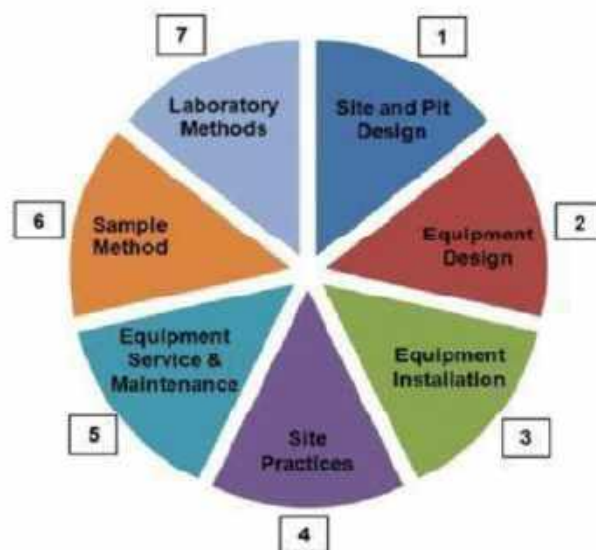 1
Site and Pit
Design
2
Equipment
Design
3
Equipment
Installation
4
Site
Practices
5
Equipment
Service &
Maintenance
6
Sample
Method
7
Laboratory
Methods